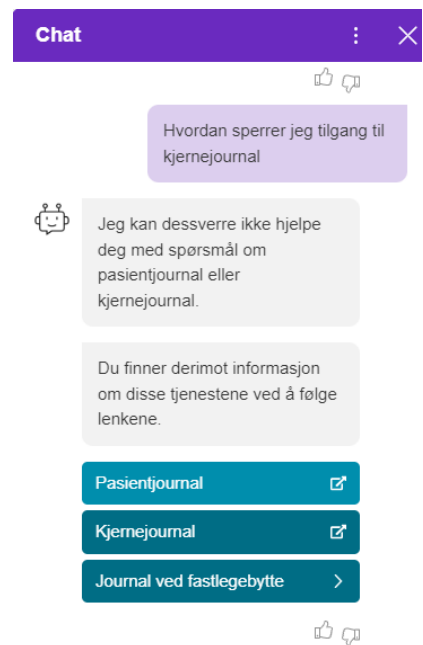 Chat
Hvordan sperrer jeg tilgang til
kjernejournal
Jeg kan dessverre ikke hjelpe
deg med spørsmål om
pasientjournal eller
kjernejournal.
Du finner derimot informasjon
om disse tjenestene ved å følge
lenkene.
Pasientjournal
Kjernejournal
Journal ved fastlegebytte